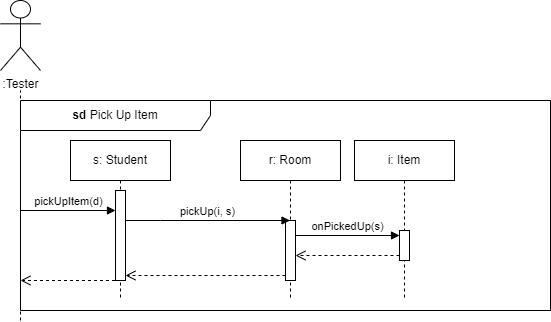 :Tester
sd Pick Up Item
s: Student
r: Room
i: Item
pickUpItem(d)
pickUp(i, s)
onPickedUp(s)